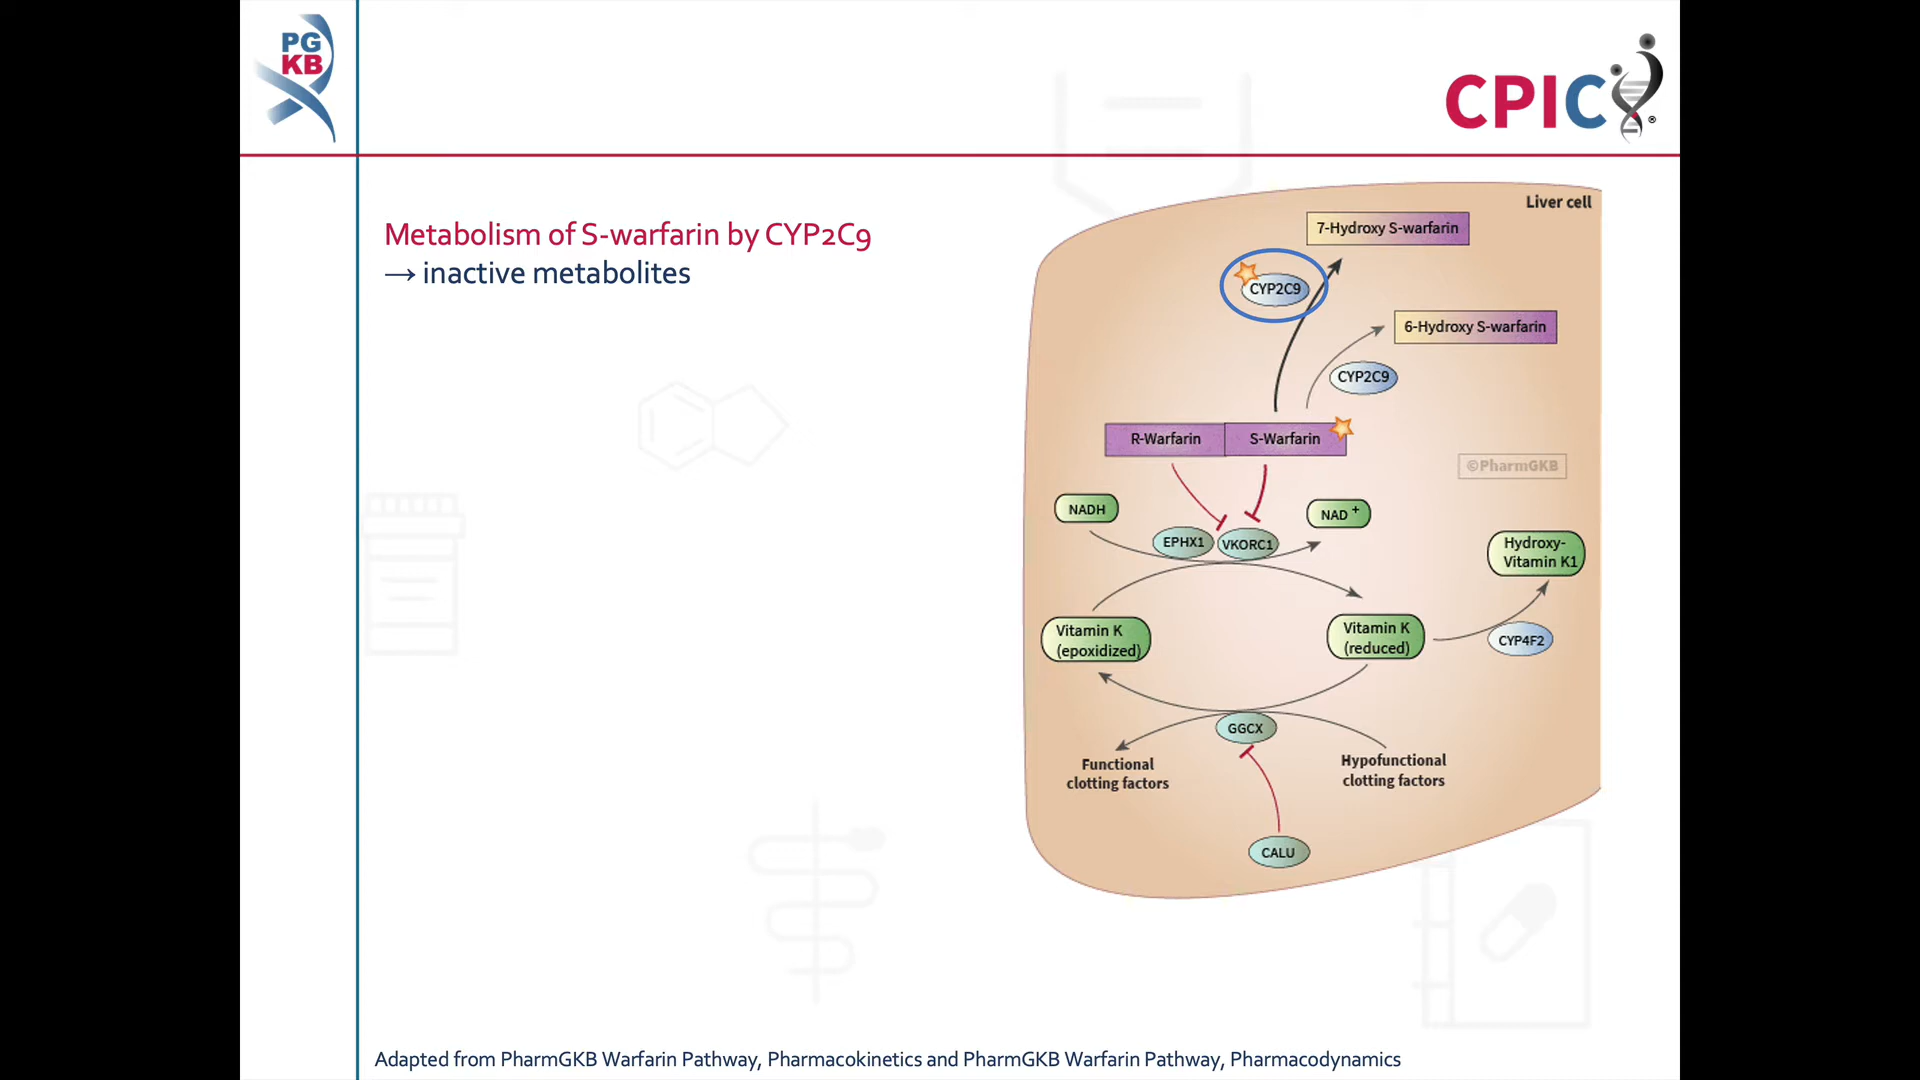 PG
KB
CPIC®
Metabolism of S-warfarin by CYP2C9
→ inactive metabolites
Liver cell
7-Hydroxy S-warfarin
CYP2C9
6-Hydroxy S-warfarin
CYP2C9
R-Warfarin
S-Warfarin
©PharmGKB
NADH
NAD +
EPHX1
VKORC1
Hydroxy-
Vitamin K1
Vitamin K
(epoxidized)
Vitamin K
(reduced)
CYP4F2
GGCX
Functional
clotting factors
Hypofunctional
clotting factors
CALU
Adapted from PharmGKB Warfarin Pathway, Pharmacokinetics and PharmGKB Warfarin Pathway, Pharmacodynamics